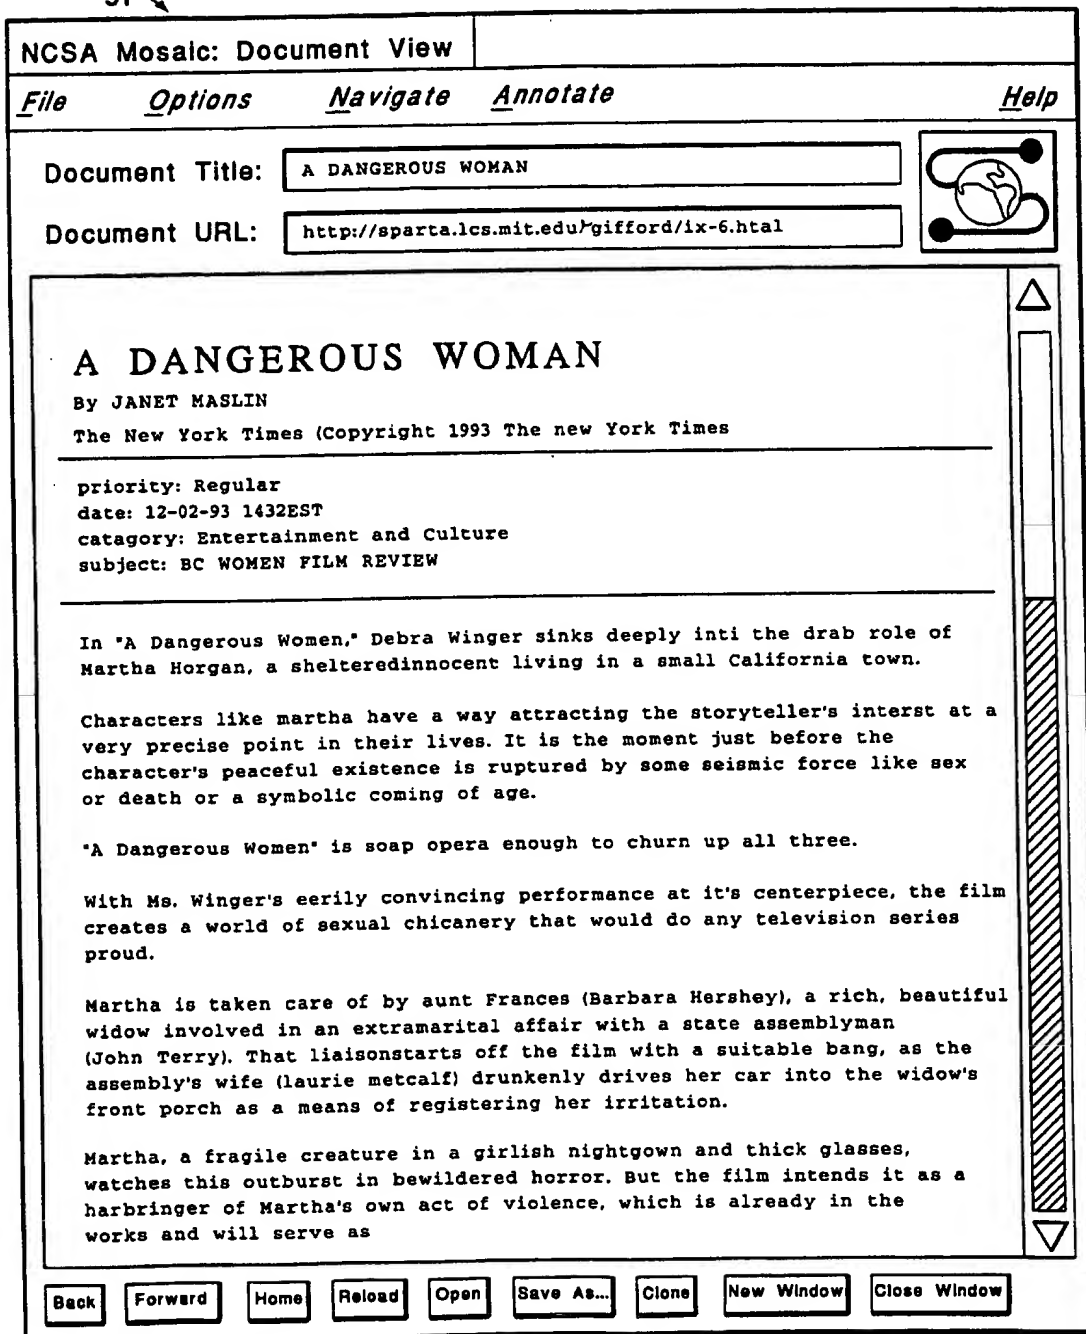 NCSA Mosaic: Document View
File Options Navigate Annotate Help
Document Title: A DANGEROUS WOMAN
Document URL: http://sparta.lcs.mit.edu/~gifford/ix-6.htal
A DANGEROUS WOMAN
By JANET MASLIN
The New York Times (Copyright 1993 The new York Times
priority: Regular
date: 12-02-93 1432EST
catagory: Entertainment and Culture
subject: BC WOMEN FILM REVIEW
In "A Dangerous Women," Debra Winger sinks deeply inti the drab role of
Martha Horgan, a shelteredinnocent living in a small California town.
Characters like martha have a way attracting the storyteller's interst at a
very precise point in their lives. It is the moment just before the
character's peaceful existence is ruptured by some seismic force like sex
or death or a symbolic coming of age.
"A Dangerous Women" is soap opera enough to churn up all three.
With Ms. Winger's eerily convincing performance at it's centerpiece, the film
creates a world of sexual chicanery that would do any television series
proud.
Martha is taken care of by aunt Frances (Barbara Hershey), a rich, beautiful
widow involved in an extramarital affair with a state assemblyman
(John Terry). That liaisonstarts off the film with a suitable bang, as the
assembly's wife (laurie metcalf) drunkenly drives her car into the widow's
front porch as a means of registering her irritation.
Martha, a fragile creature in a girlish nightgown and thick glasses,
watches this outburst in bewildered horror. But the film intends it as a
harbringer of Martha's own act of violence, which is already in the
works and will serve as
Back Forward Home Reload Open Save As... Clone New Window Close Window